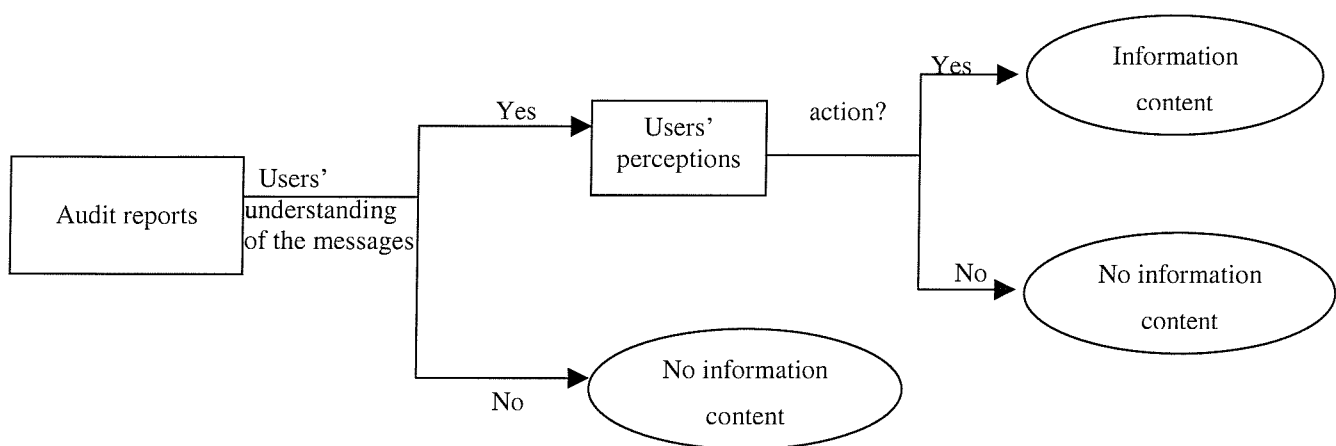 Audit reports
Users’
understanding
of the messages
Yes
Users’
perceptions
action?
Yes
Information
content
No
No information
content
No
No information
content